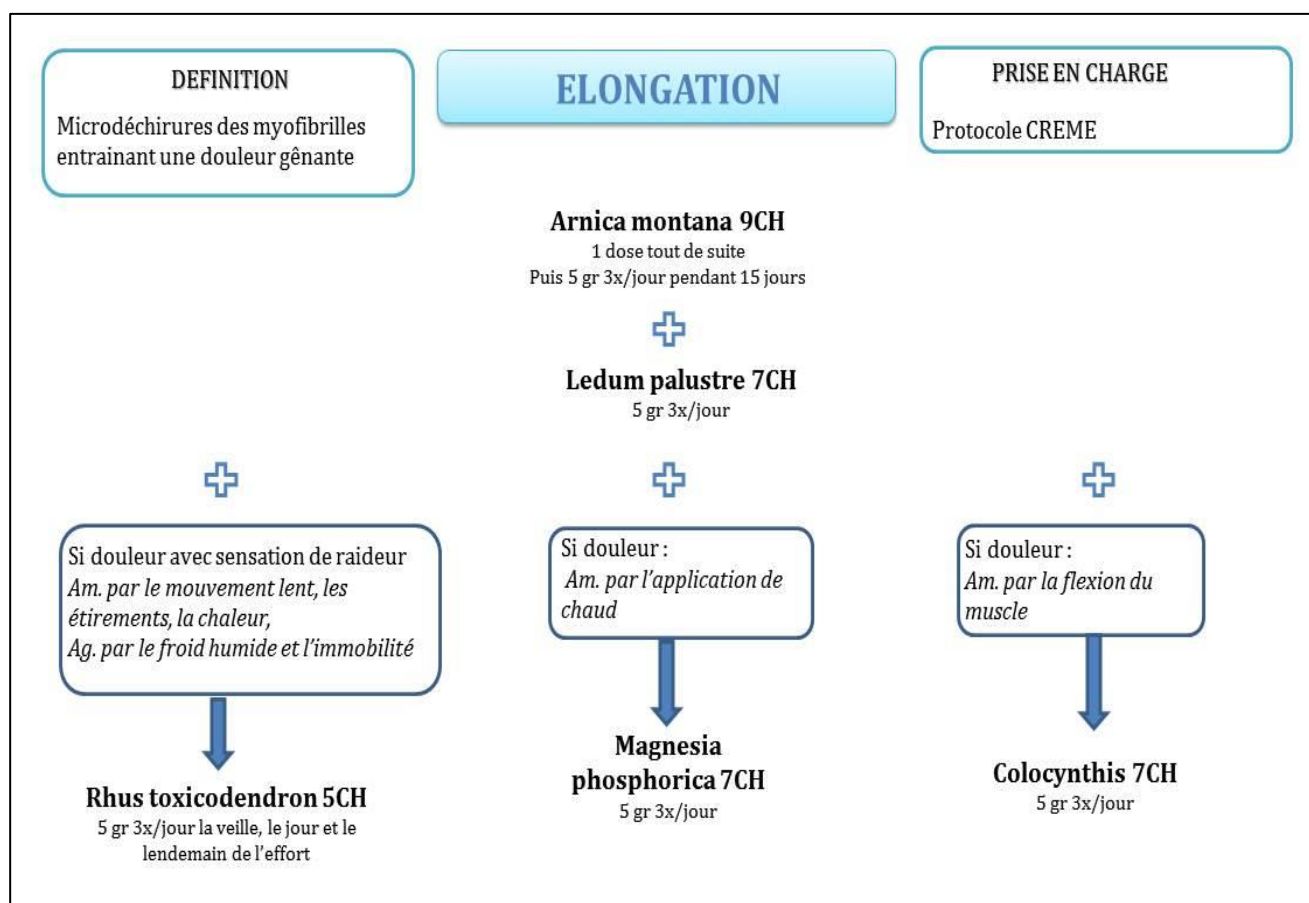 DEFINITION
Microdéchirures des myofibrilles
entrainant une douleur gênante
ELONGATION
PRISE EN CHARGE
Protocole CREME
Arnica montana 9CH
1 dose tout de suite
Puis 5 gr 3x/jour pendant 15 jours
Ledum palustre 7CH
5 gr 3x/jour
Si douleur avec sensation de raideur
Am. par le mouvement lent, les
étirements, la chaleur,
Ag. par le froid humide et l'immobilité
Rhus toxicodendron 5CH
5 gr 3x/jour la veille, le jour et le
lendemain de l'effort
Si douleur :
Am. par l'application de
chaud
Magnesia
phosphorica 7CH
5 gr 3x/jour
Si douleur :
Am. par la flexion du
muscle
Colocynthis 7CH
5 gr 3x/jour